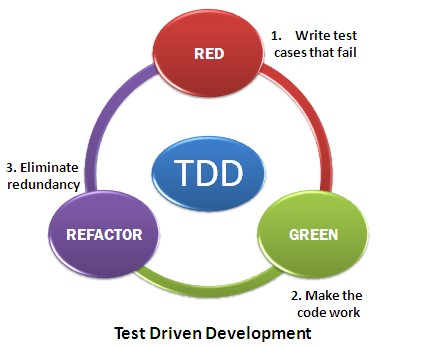 RED
1. Write test
cases that fail
3. Eliminate
redundancy
TDD
REFACTOR
GREEN
2. Make the
code work
Test Driven Development